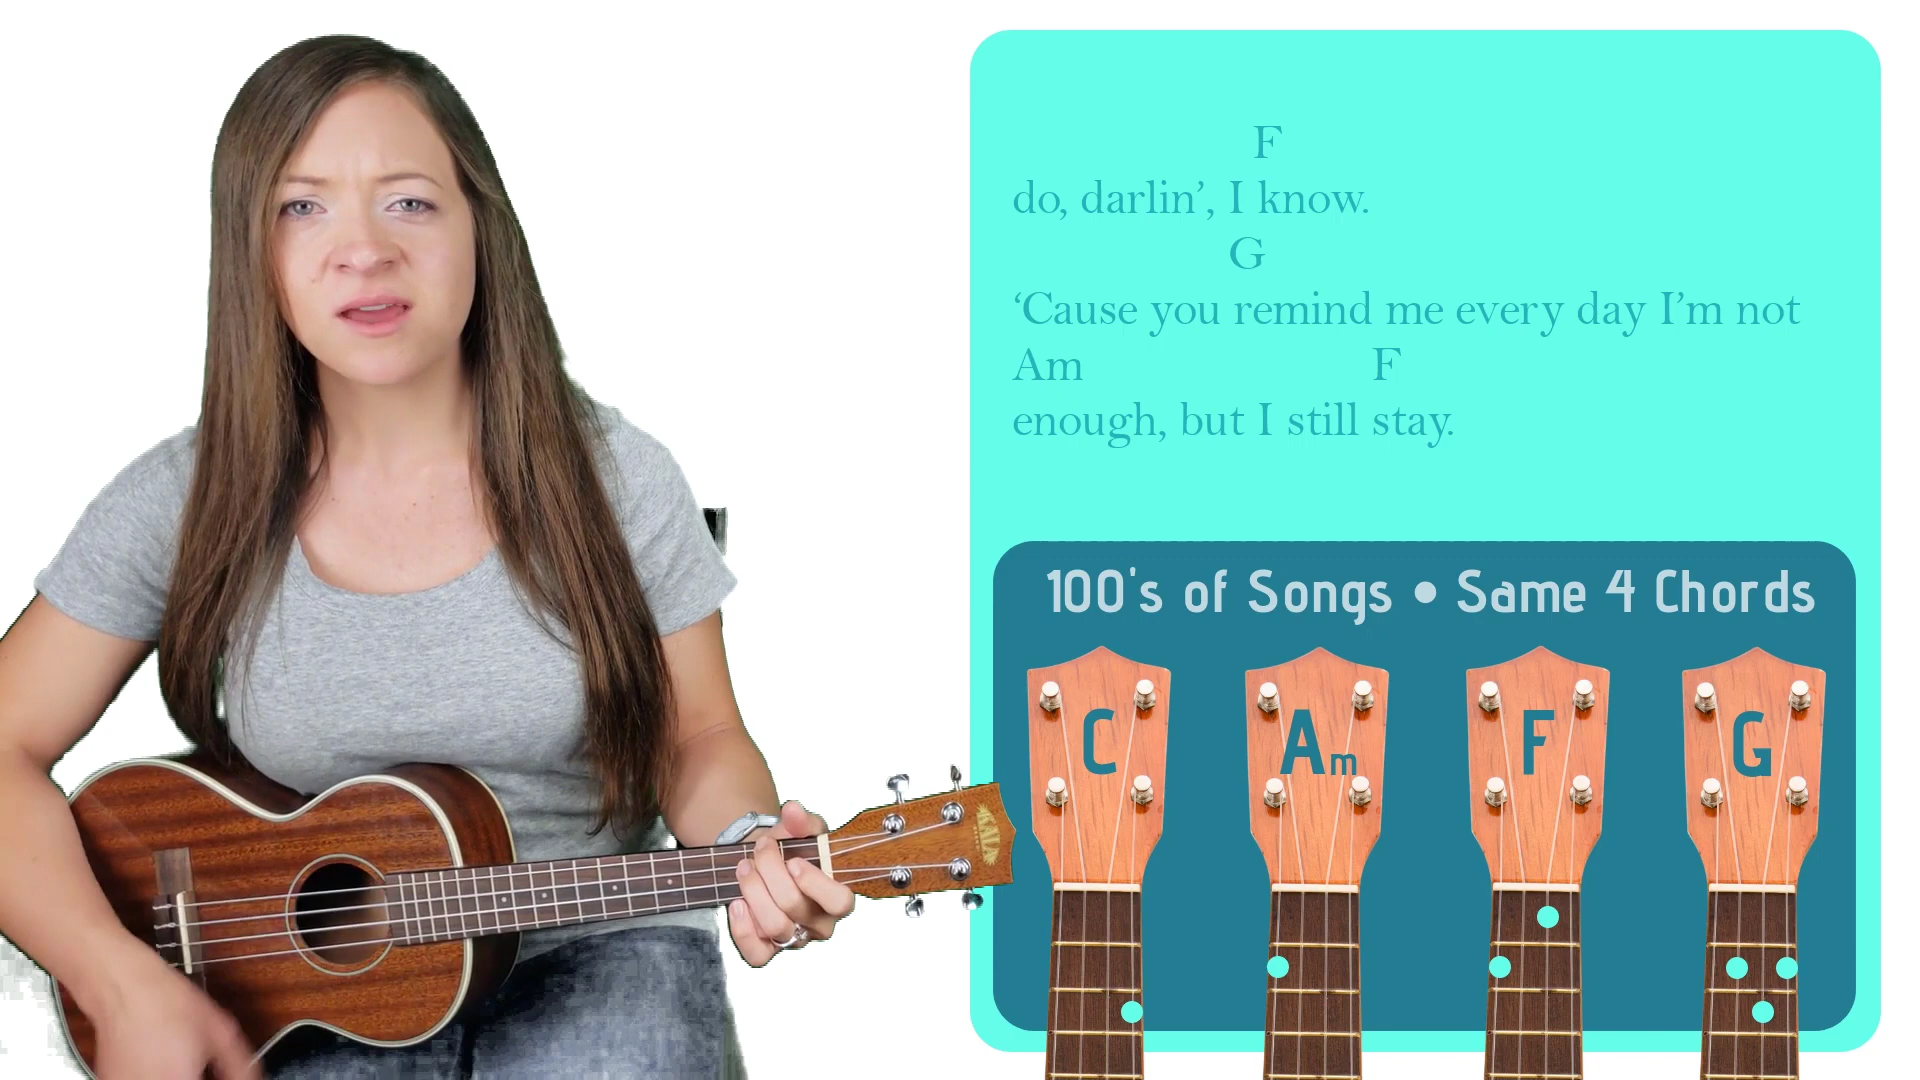 F
do, darlin’, I know.
G
‘Cause you remind me every day I’m not
Am F
enough, but I still stay.
100's of Songs • Same 4 Chords
C Am F G
KALA